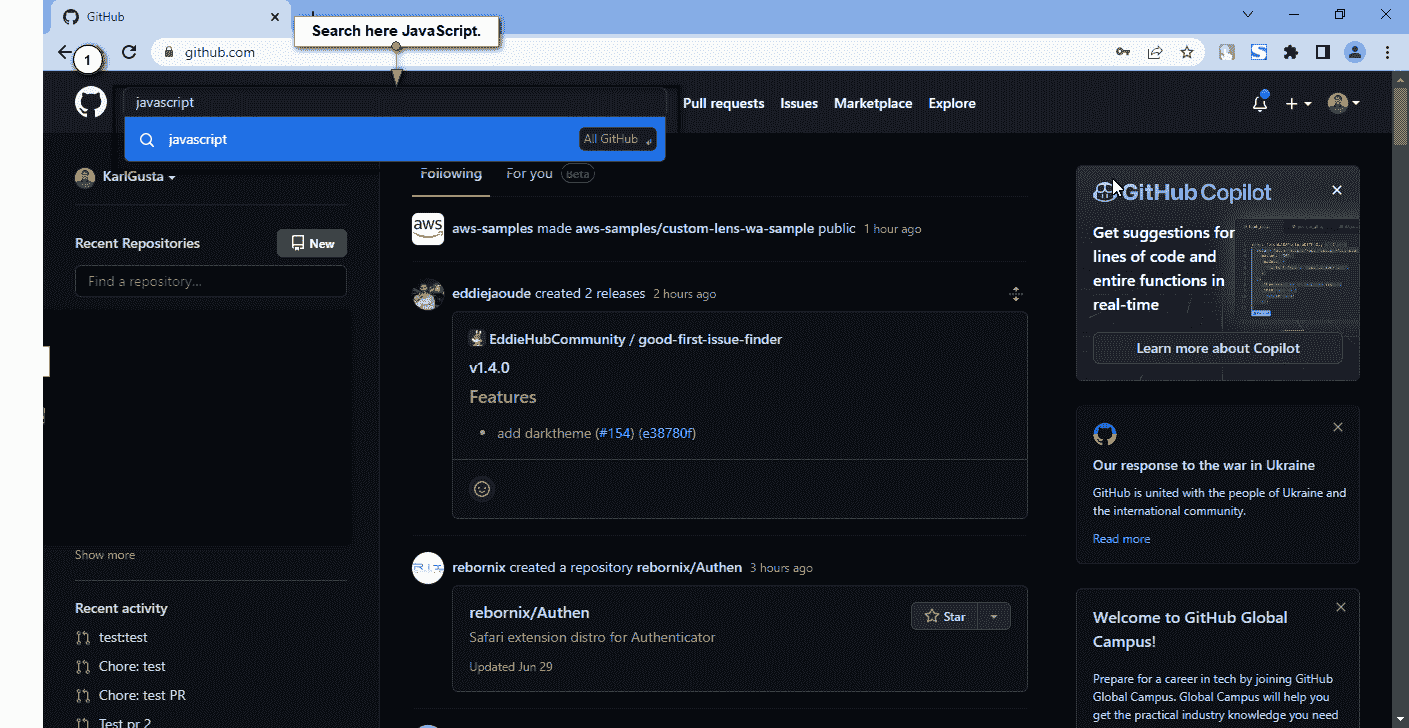 GitHub
Search here JavaScript.
1
github.com
javascript
Pull requests Issues Marketplace Explore
javascript All GitHub
KarlGusta
Following For you Beta
Recent Repositories New
Find a repository...
Show more
Recent activity
test:test
Chore: test
Chore: test PR
Test pr 2
aws
aws-samples made aws-samples/custom-lens-wa-sample public 1 hour ago
eddiejaoude created 2 releases 2 hours ago
EddieHubCommunity / good-first-issue-finder
v1.4.0
Features
• add darktheme (#154) (e38780f)
rebornix created a repository rebornix/Authen 3 hours ago
rebornix/Authen
Star
Safari extension distro for Authenticator
Updated Jun 29
GitHub Copilot
Get suggestions for
lines of code and
entire functions in
real-time
Learn more about Copilot
Our response to the war in Ukraine
GitHub is united with the people of Ukraine and
the international community.
Read more
Welcome to GitHub Global
Campus!
Prepare for a career in tech by joining GitHub
Global Campus. Global Campus will help you
get the practical industry knowledge you need